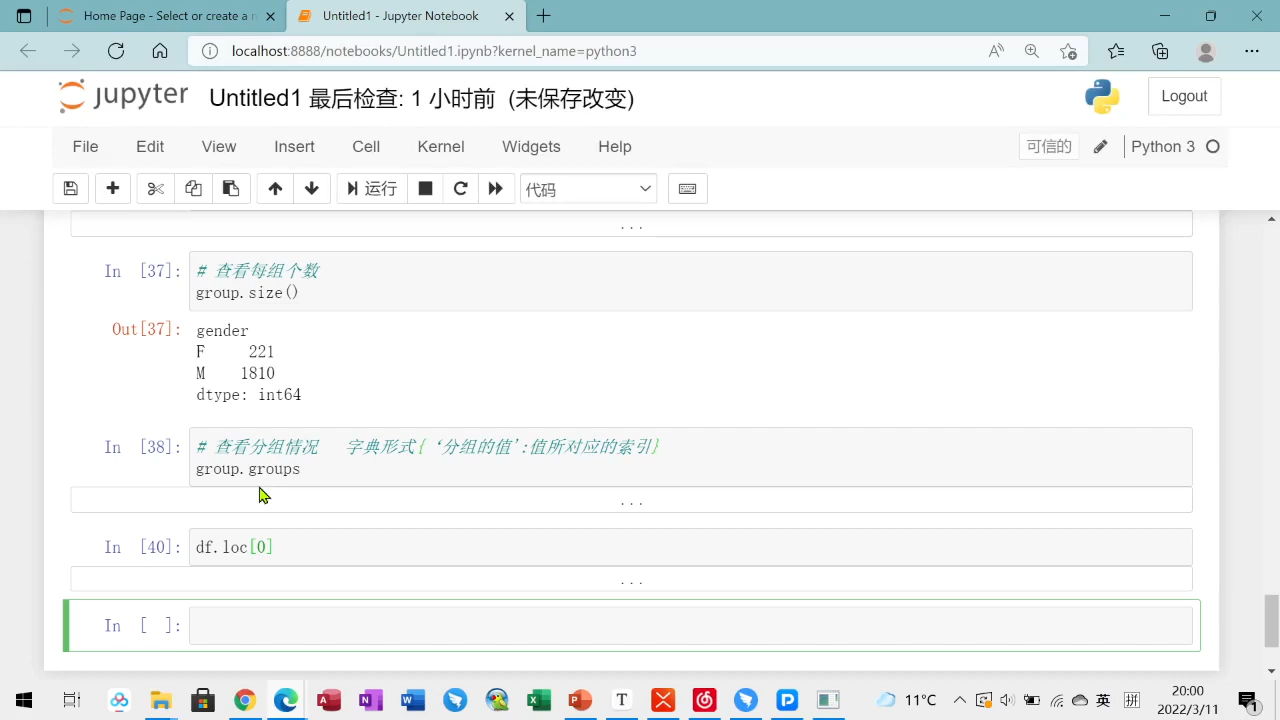 Creating × 
Untitled1 - Jupyter Notebook
localhost:8888/notebooks/Untitled1.ipynb?kernel_name=python3
jupyter Untitled1 最后检查: 1 小时前 (未保存改变)
Logout
File Edit View Insert Cell Kernel Widgets Help
可信的
Python 3
运行
代码
...
In [37]:
# 查看每组个数
group.size()
Out[37]:
gender
F 221
M 1810
dtype: int64
In [38]:
# 查看分组情况 字典形式{‘分组的值':值所对应的索引}
group.groups
...
In [40]:
df.loc[0]
...
In [ ]:
11°C
英
拼
20:00
2022/3/11
1